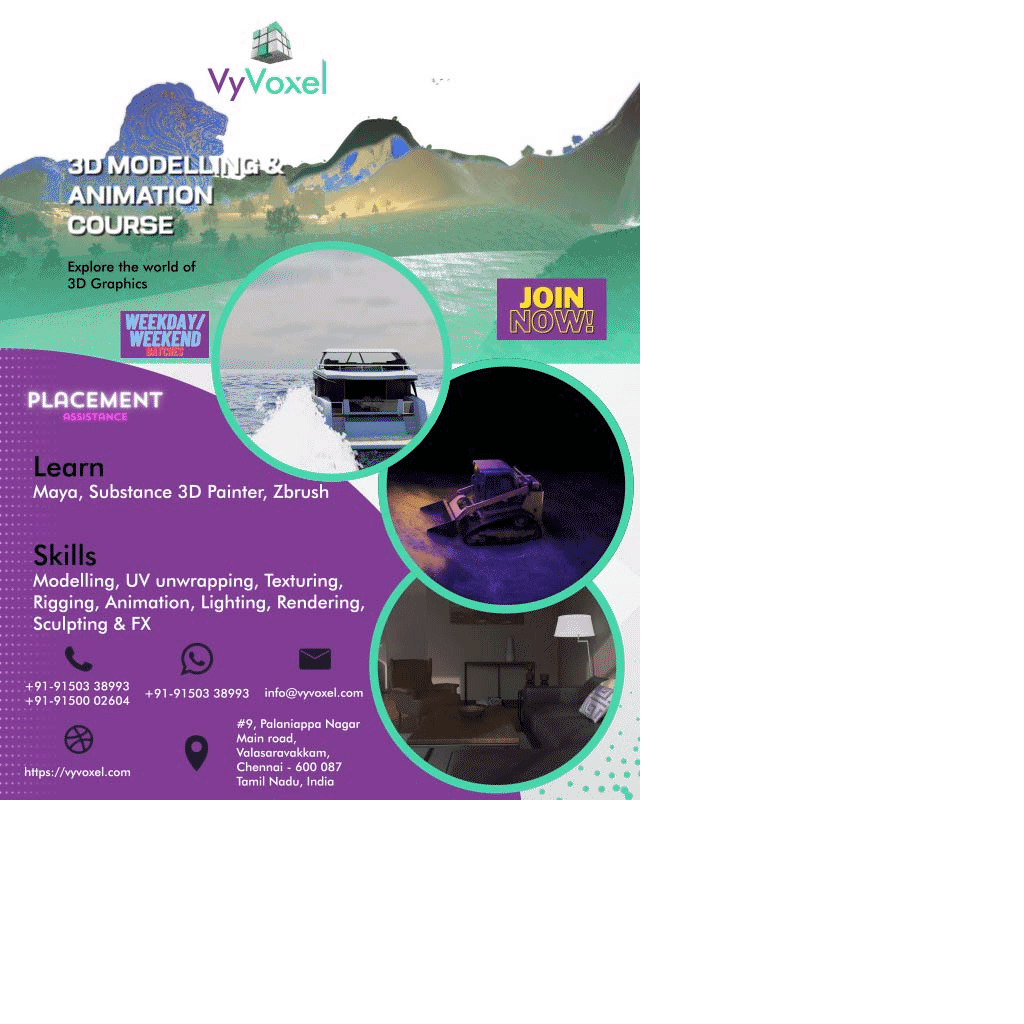 VyVoxel
3D MODELLING &
ANIMATION
COURSE
Explore the world of
3D Graphics
JOIN
NOW!
WEEKDAY/
WEEKEND
BATCHES
PLACEMENT
ASSISTANCE
Learn
Maya, Substance 3D Painter, Zbrush
Skills
Modelling, UV unwrapping, Texturing,
Rigging, Animation, Lighting, Rendering,
Sculpting & FX
+91-91503 38993
+91-91500 02604
+91-91503 38993
info@vyvoxel.com
https://vyvoxel.com
#9, Palaniappa Nagar
Main road,
Valasaravakkam,
Chennai - 600 087
Tamil Nadu, India